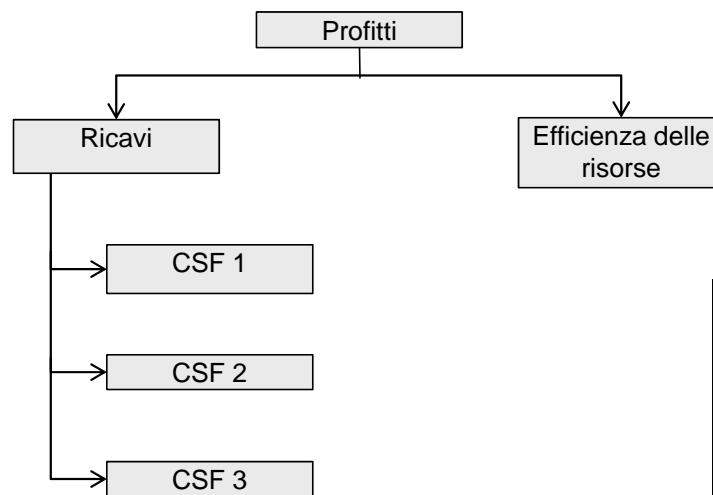 Profitti
Ricavi
Efficienza delle
risorse
CSF 1
CSF 2
CSF 3